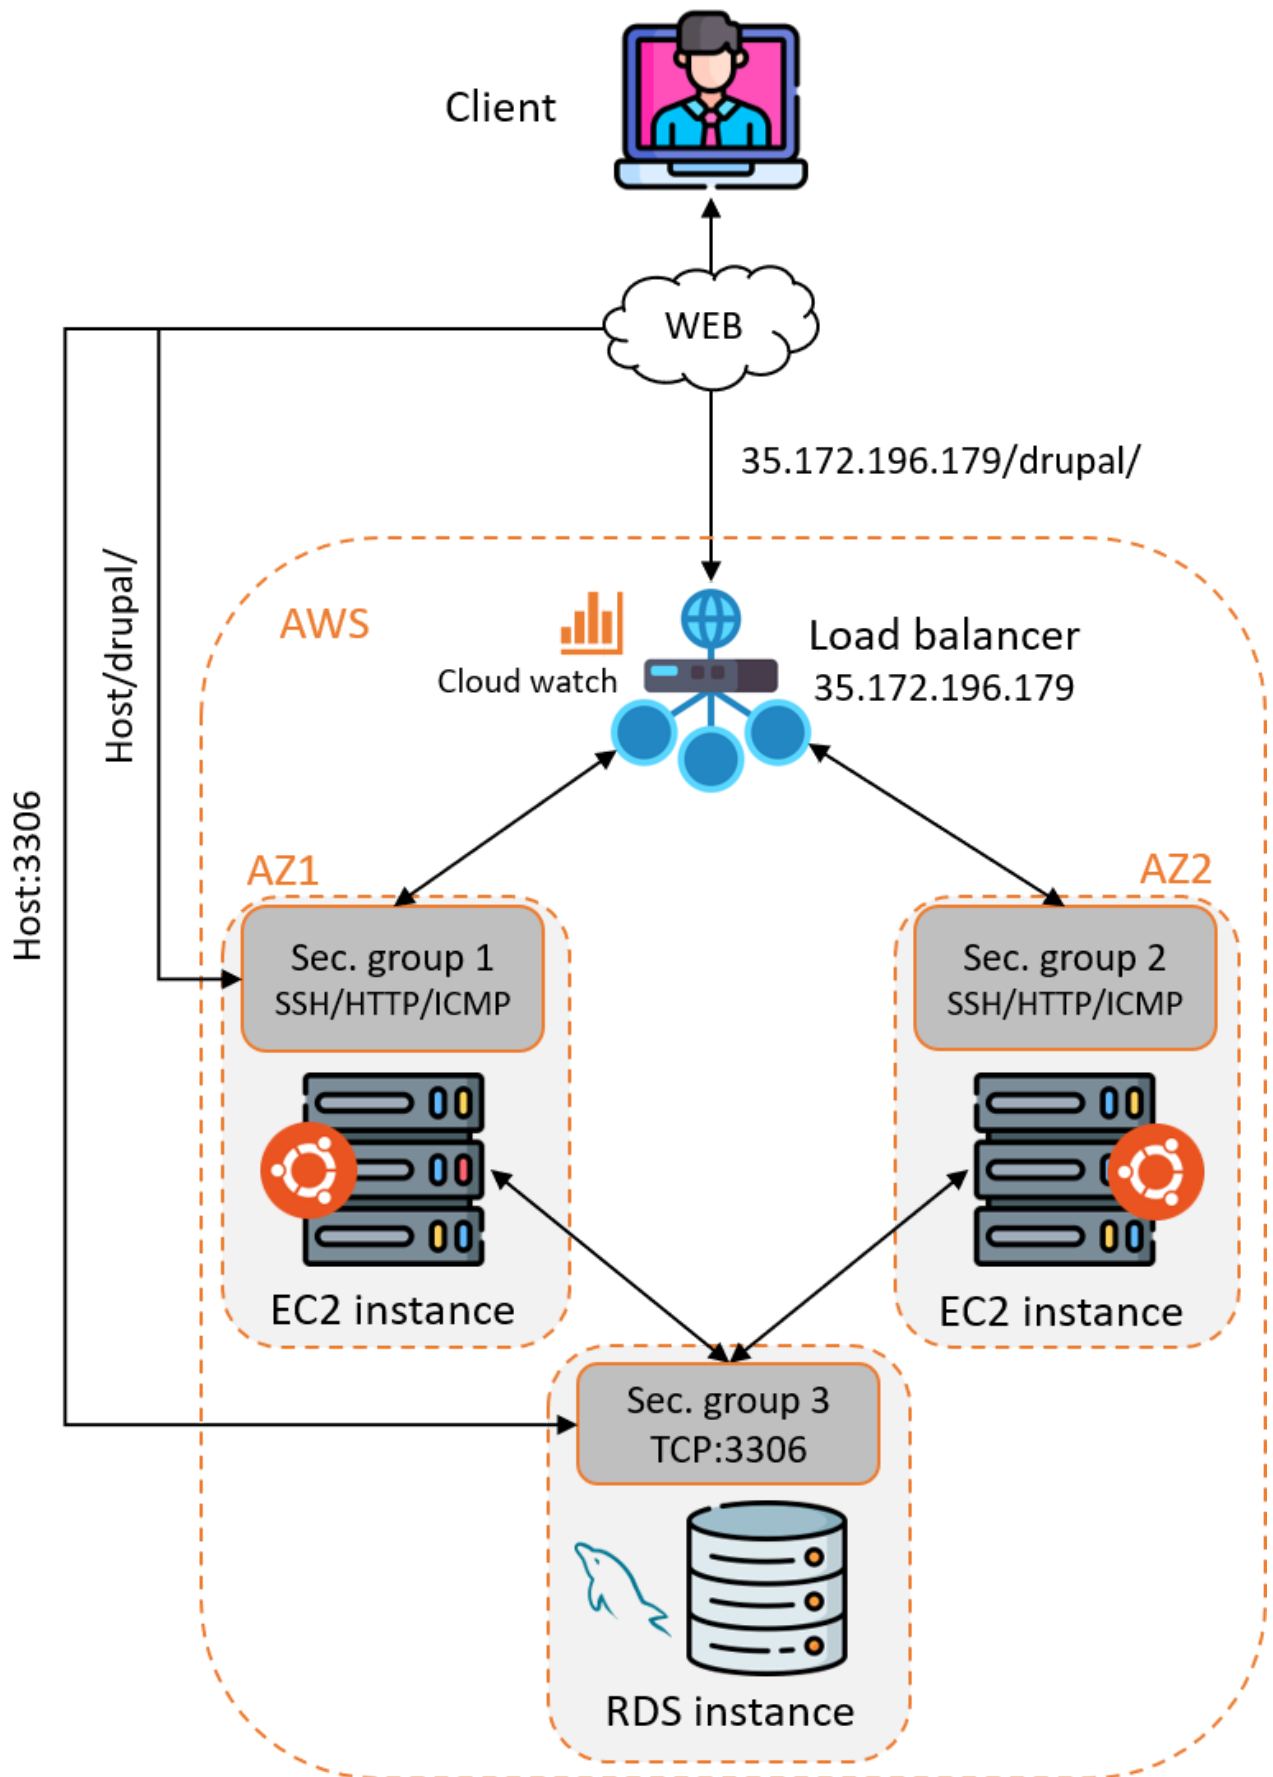 Client
WEB
35.172.196.179/drupal/
Host/drupal/
Host:3306
AWS
Cloud watch
Load balancer
35.172.196.179
AZ1
AZ2
Sec. group 1
SSH/HTTP/ICMP
Sec. group 2
SSH/HTTP/ICMP
EC2 instance
EC2 instance
Sec. group 3
TCP:3306
RDS instance